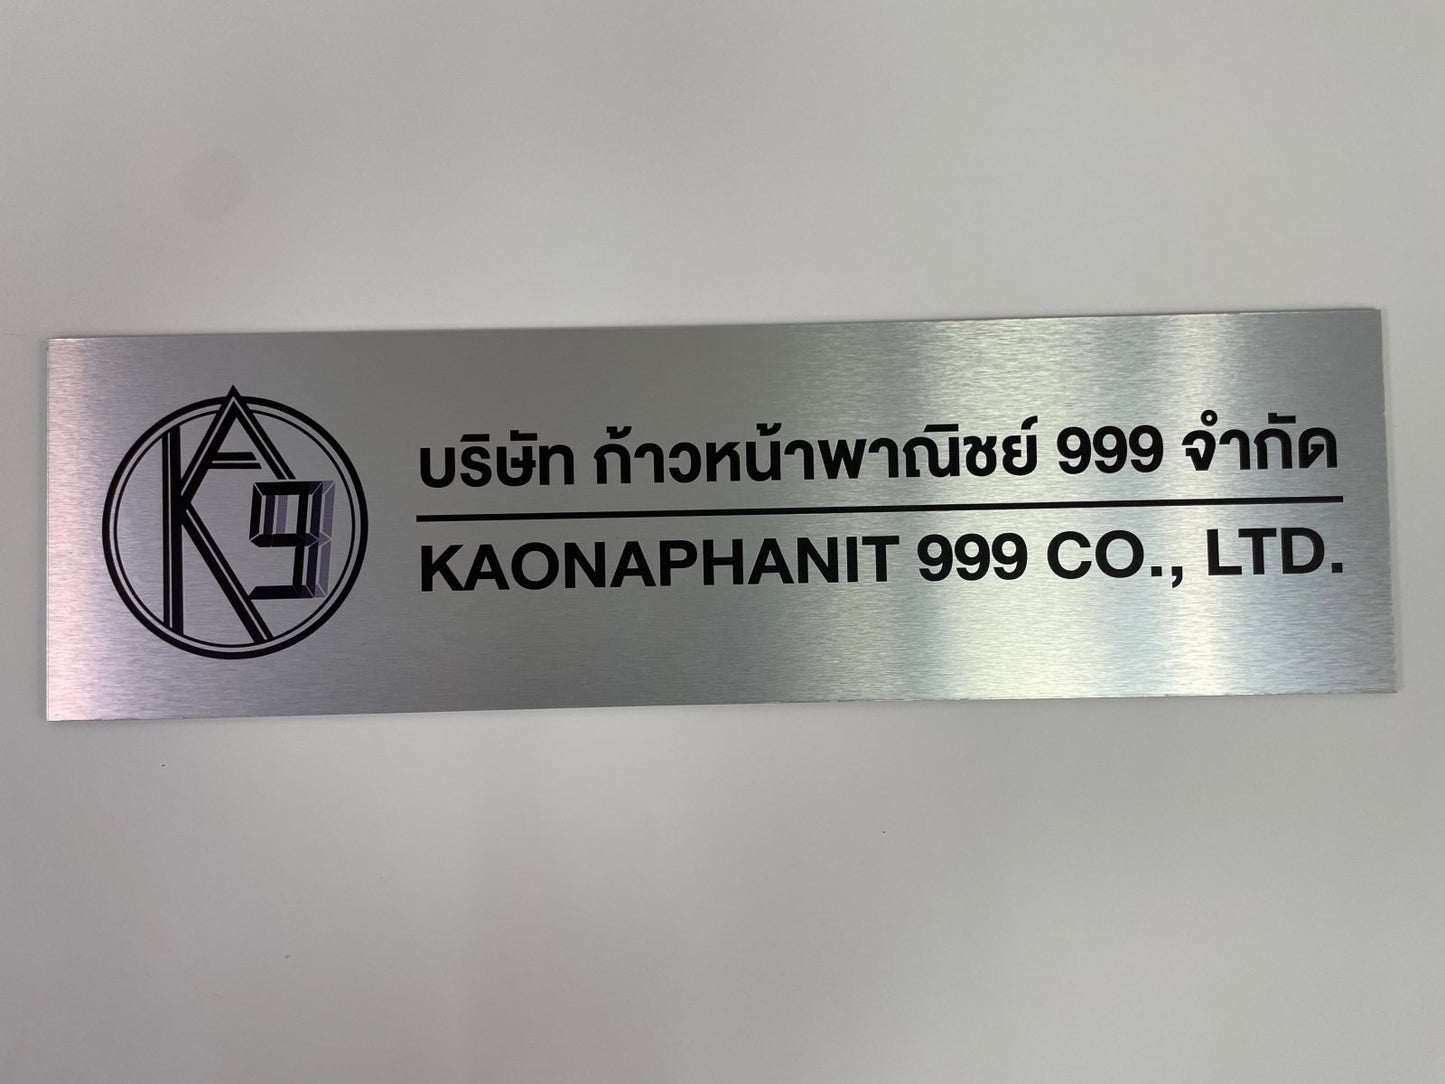 KA9
บริษัท ก้าวหน้าพาณิชย์ 999 จำกัด
KAONAPHANIT 999 CO., LTD.